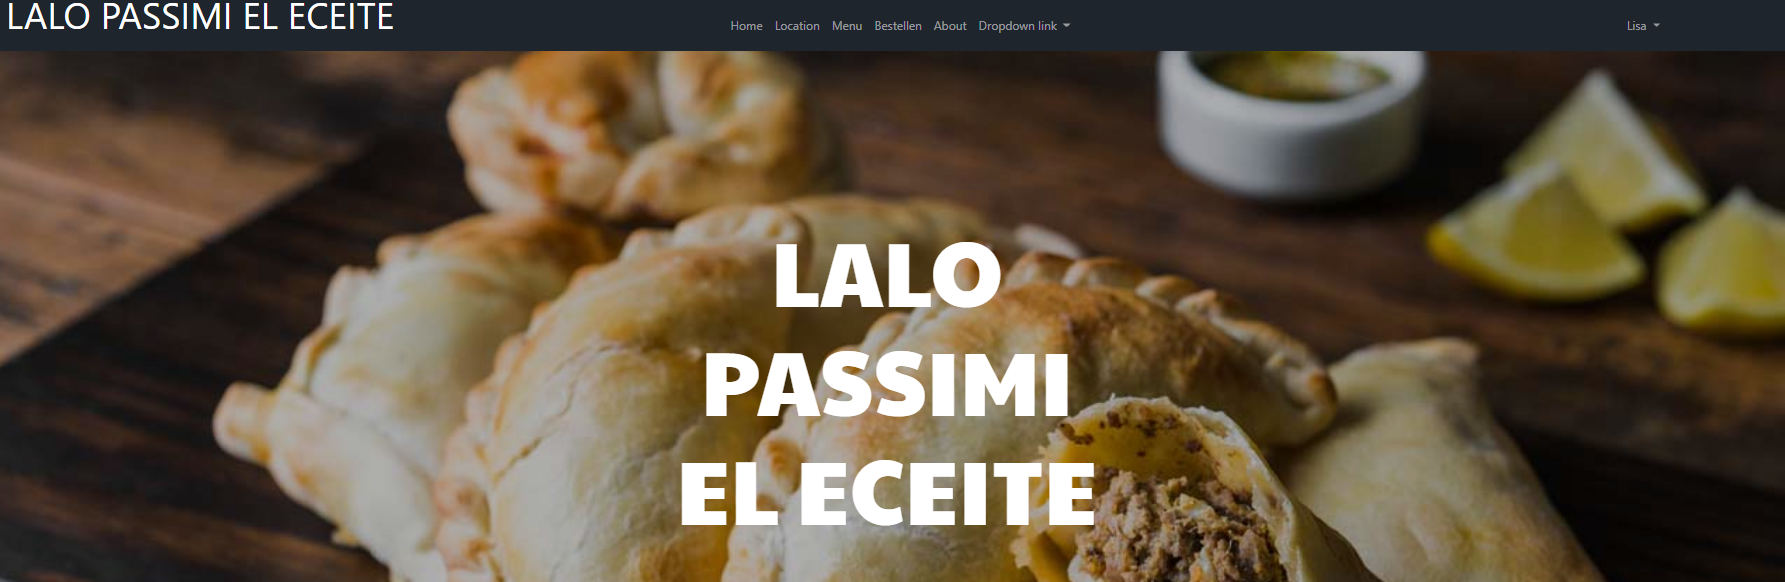 LALO PASSIMI EL ECEITE
Home Location Menu Bestellen About Dropdown link
Lisa
LALO
PASSIMI
EL ECEITE